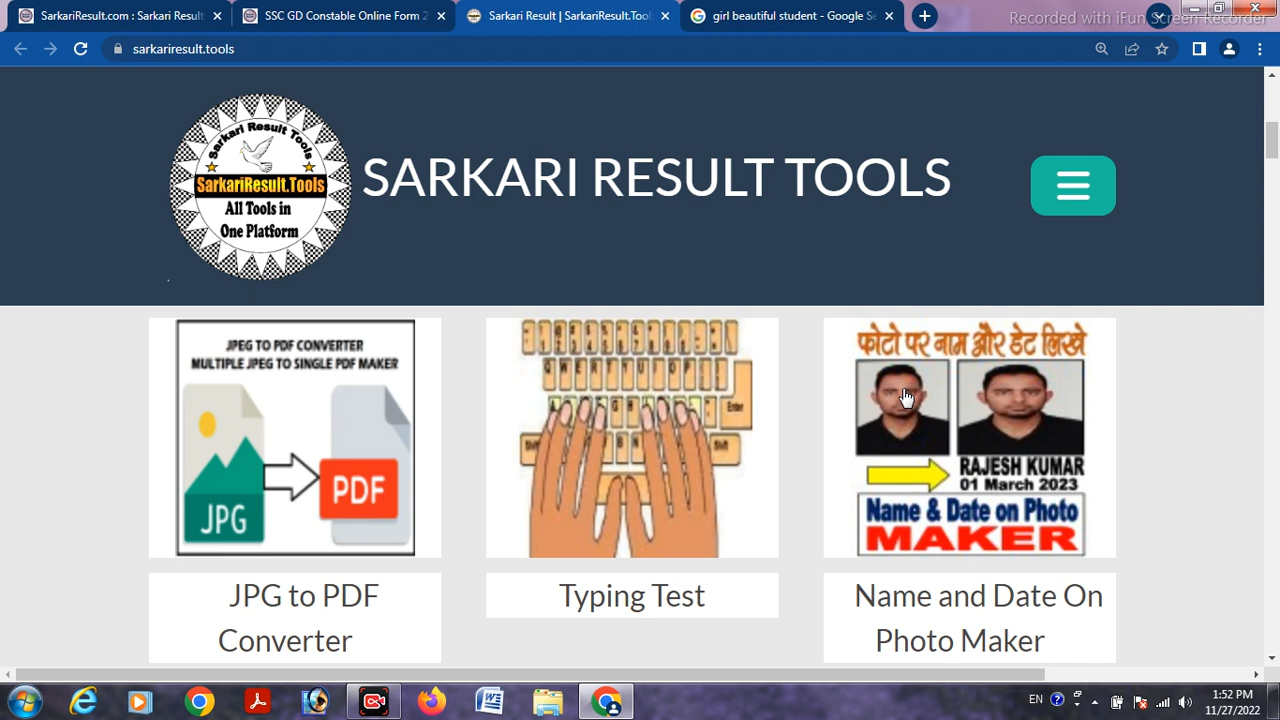 SarkariResult.com : Sarkari Result
SSC GD Constable Online Form 2
Sarkari Result | SarkariResult.Tool
girl beautiful student - Google Se
Recorded with iFun Screen Recorder
sarkariresult.tools
Sarkari Result Tools
SarkariResult.Tools
All Tools in
One Platform
SARKARI RESULT TOOLS
JPEG TO PDF CONVERTER
MULTIPLE JPEG TO SINGLE PDF MAKER
JPG
PDF
Q W E R T Y U
Enter
Shift
फोटो पर नाम और डेट लिखे
RAJESH KUMAR
01 March 2023
Name & Date on Photo
MAKER
JPG to PDF
Converter
Typing Test
Name and Date On
Photo Maker
EN
1:52 PM
11/27/2022